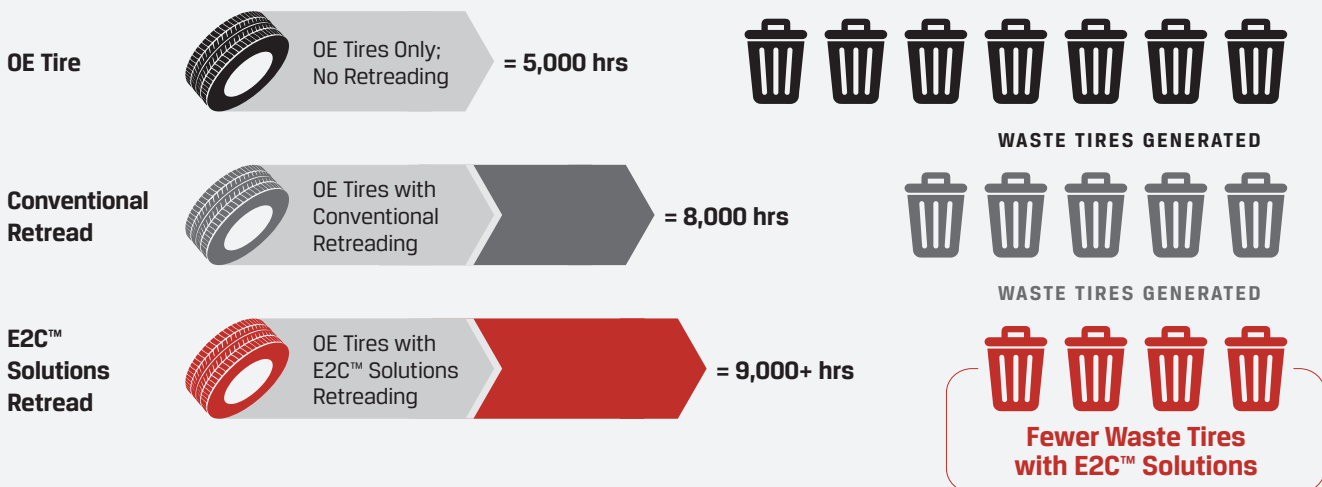 OE Tire
OE Tires Only;
No Retreading
= 5,000 hrs
WASTE TIRES GENERATED
Conventional
Retread
OE Tires with
Conventional
Retreading
= 8,000 hrs
WASTE TIRES GENERATED
E2C™
Solutions
Retread
OE Tires with
E2C™ Solutions
Retreading
= 9,000+ hrs
Fewer Waste Tires
with E2C™ Solutions